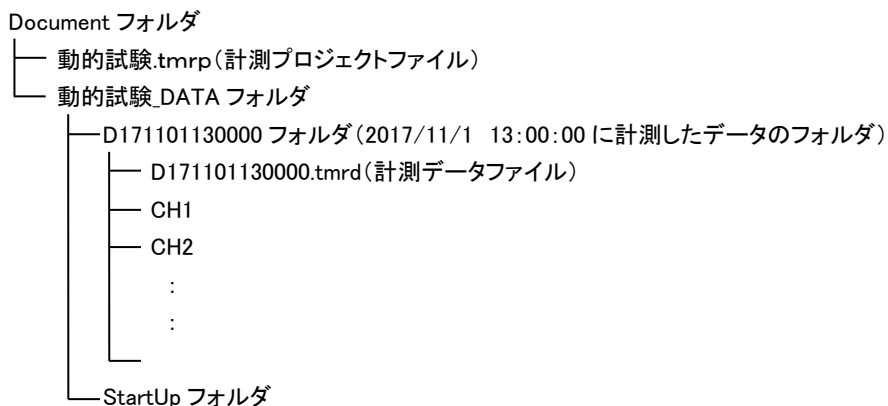 Document フォルダ
動的試験.tmrp（計測プロジェクトファイル）
動的試験_DATA フォルダ
D171101130000 フォルダ（2017/11/1 13：00：00 に計測したデータのフォルダ）
D171101130000.tmrd（計測データファイル）
CH1
CH2
：
：
StartUp フォルダ